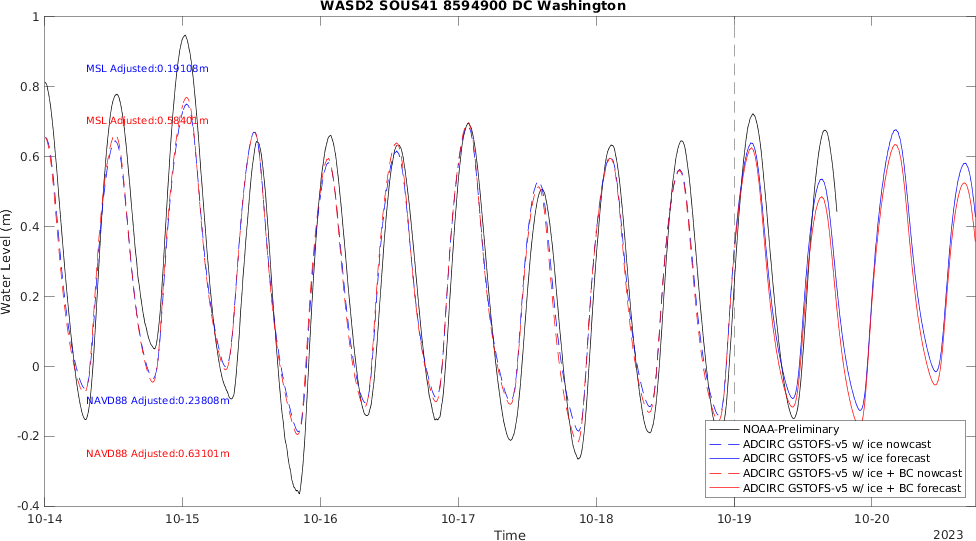 WASD2 SOUS41 8594900 DC Washington
1
0.8
0.6
0.4
0.2
0
-0.2
-0.4
Water Level (m)
MSL Adjusted:0.19108m
MSL Adjusted:0.58401m
NAVD88 Adjusted:0.23808m
NAVD88 Adjusted:0.63101m
NOAA-Preliminary
ADCIRC GSTOFS-v5 w/ ice nowcast
ADCIRC GSTOFS-v5 w/ ice forecast
ADCIRC GSTOFS-v5 w/ ice + BC nowcast
ADCIRC GSTOFS-v5 w/ ice + BC forecast
10-14 10-15 10-16 10-17 10-18 10-19 10-20
Time
2023